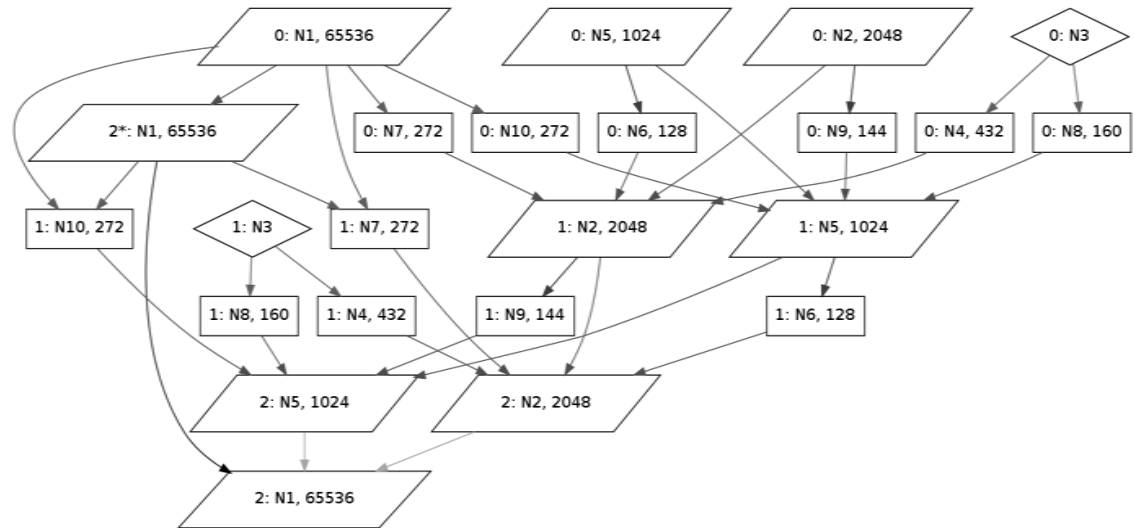 0: N1, 65536
0: N5, 1024
0: N2, 2048
0: N3
2*: N1, 65536
0: N7, 272
0: N10, 272
0: N6, 128
0: N9, 144
0: N4, 432
0: N8, 160
1: N10, 272
1: N3
1: N7, 272
1: N2, 2048
1: N5, 1024
1: N8, 160
1: N4, 432
1: N9, 144
1: N6, 128
2: N5, 1024
2: N2, 2048
2: N1, 65536